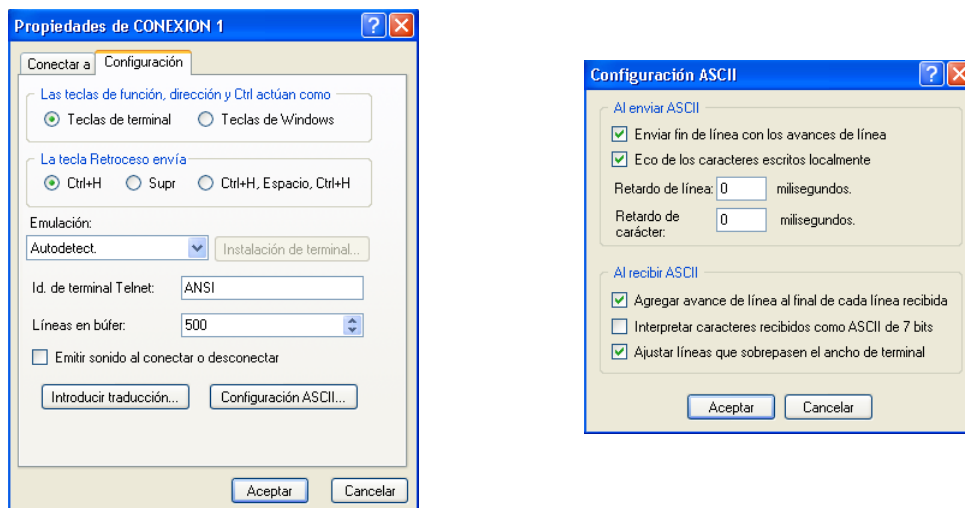 Propiedades de CONEXION 1
Conectar a
Configuración
Las teclas de función, dirección y Ctrl actúan como
Teclas de terminal
Teclas de Windows
La tecla Retroceso envía
Ctrl+H
Supr
Ctrl+H, Espacio, Ctrl+H
Emulación:
Autodetect.
Instalación de terminal...
Id. de terminal Telnet:
ANSI
Líneas en búfer:
500
Emitir sonido al conectar o desconectar
Introducir traducción...
Configuración ASCII...
Aceptar
Cancelar
Configuración ASCII
Al enviar ASCII
Enviar fin de línea con los avances de línea
Eco de los caracteres escritos localmente
Retardo de línea:
0
milisegundos.
Retardo de
carácter:
0
milisegundos.
Al recibir ASCII
Agregar avance de línea al final de cada línea recibida
Interpretar caracteres recibidos como ASCII de 7 bits
Ajustar líneas que sobrepasen el ancho de terminal
Aceptar
Cancelar